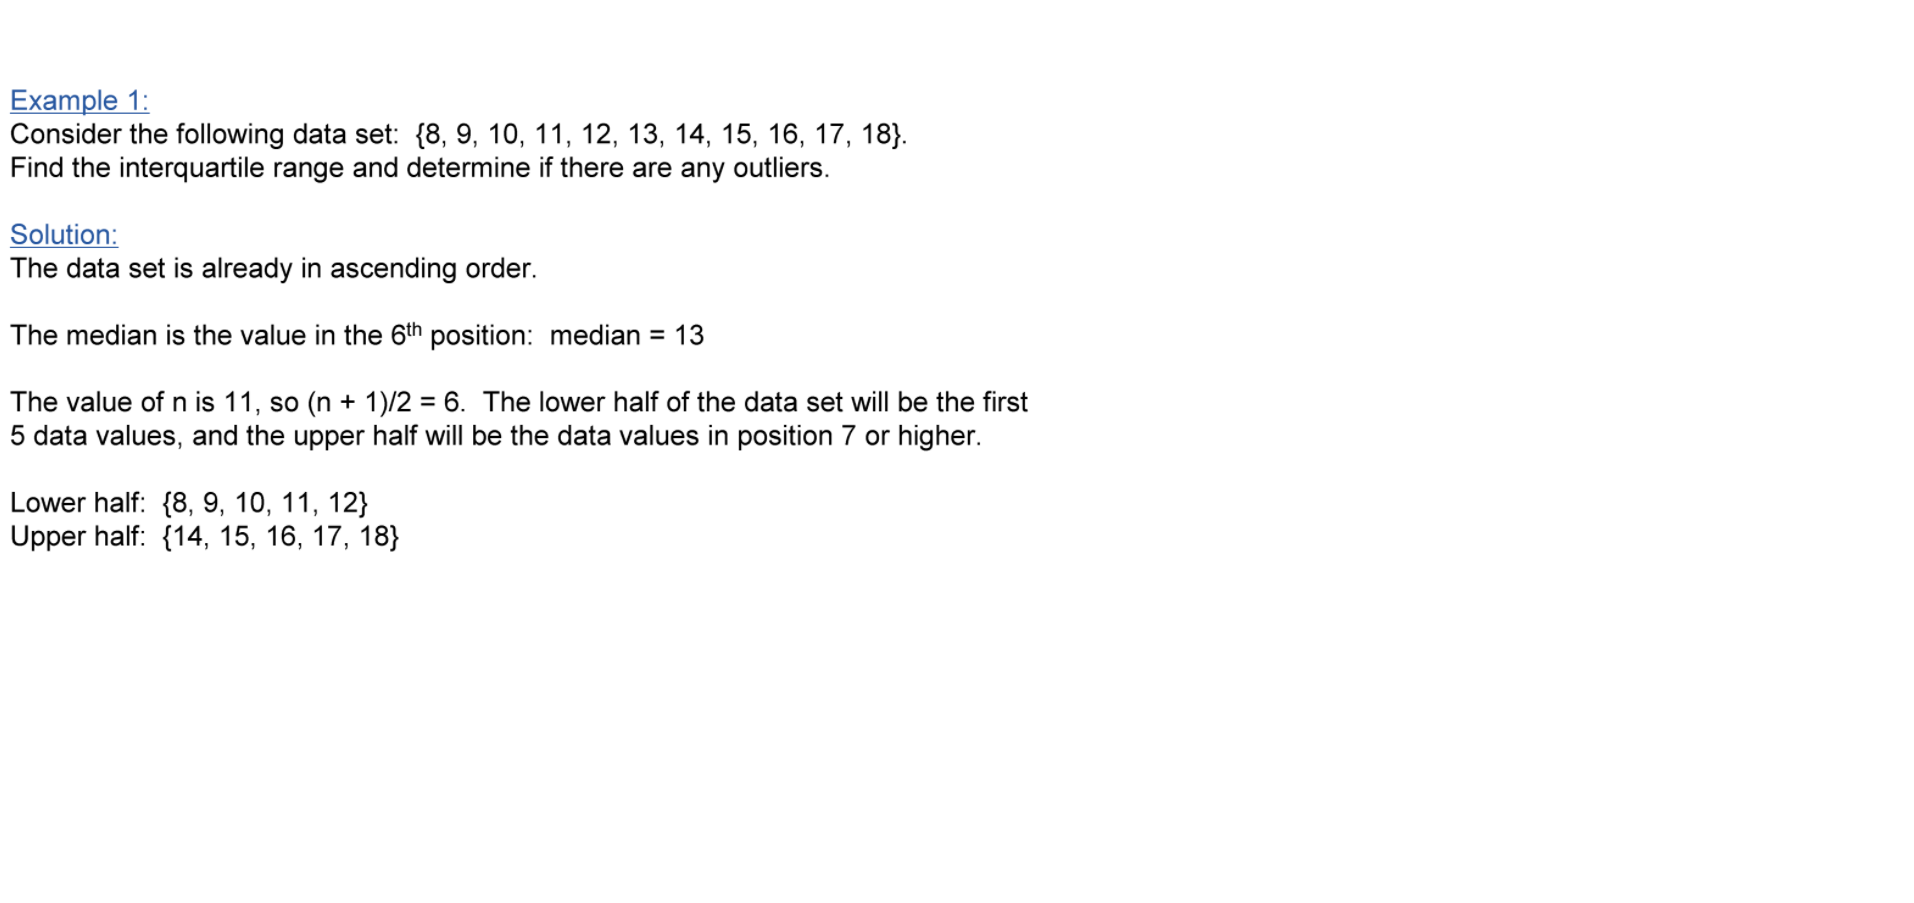 Example 1:
Consider the following data set:  {8, 9, 10, 11, 12, 13, 14, 15, 16, 17, 18}.
Find the interquartile range and determine if there are any outliers.
Solution:
The data set is already in ascending order.
The median is the value in the 6th position:  median = 13
The value of n is 11, so (n + 1)/2 = 6.  The lower half of the data set will be the first
5 data values, and the upper half will be the data values in position 7 or higher.
Lower half:  {8, 9, 10, 11, 12}
Upper half:  {14, 15, 16, 17, 18}